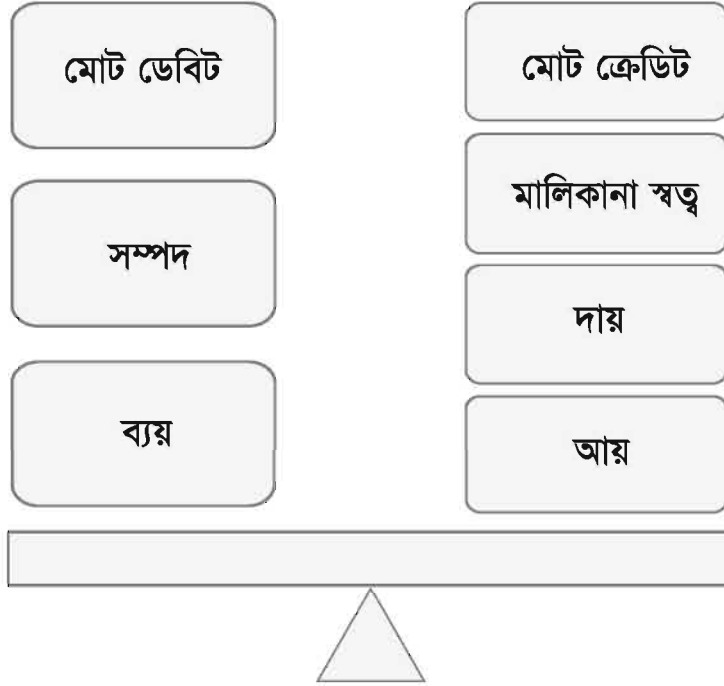 মোট ডেবিট
সম্পদ
ব্যয়
মোট ক্রেডিট
মালিকানা স্বত্ব
দায়
আয়